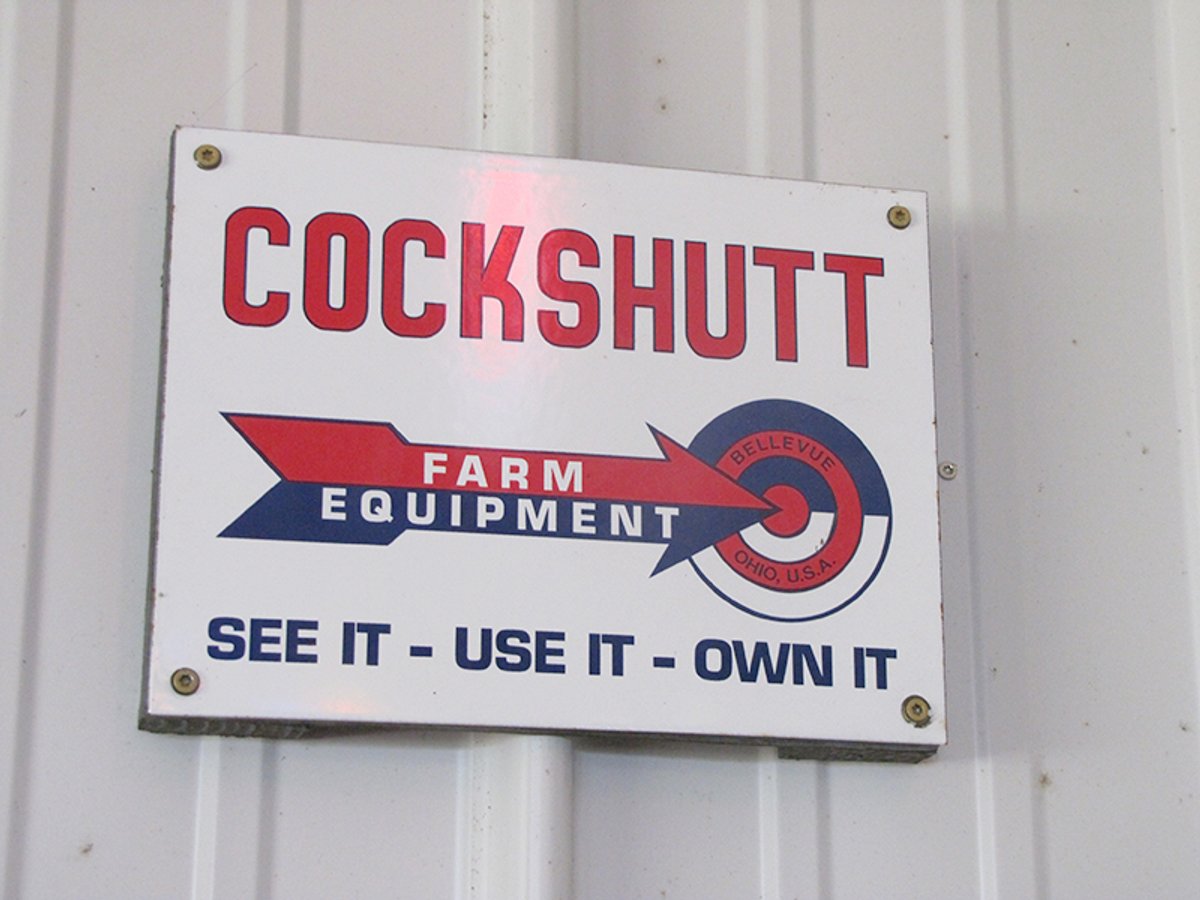 COCKSHUTT
FARM
EQUIPMENT
BELLEVUE
OHIO, U.S.A.
SEE IT - USE IT - OWN IT